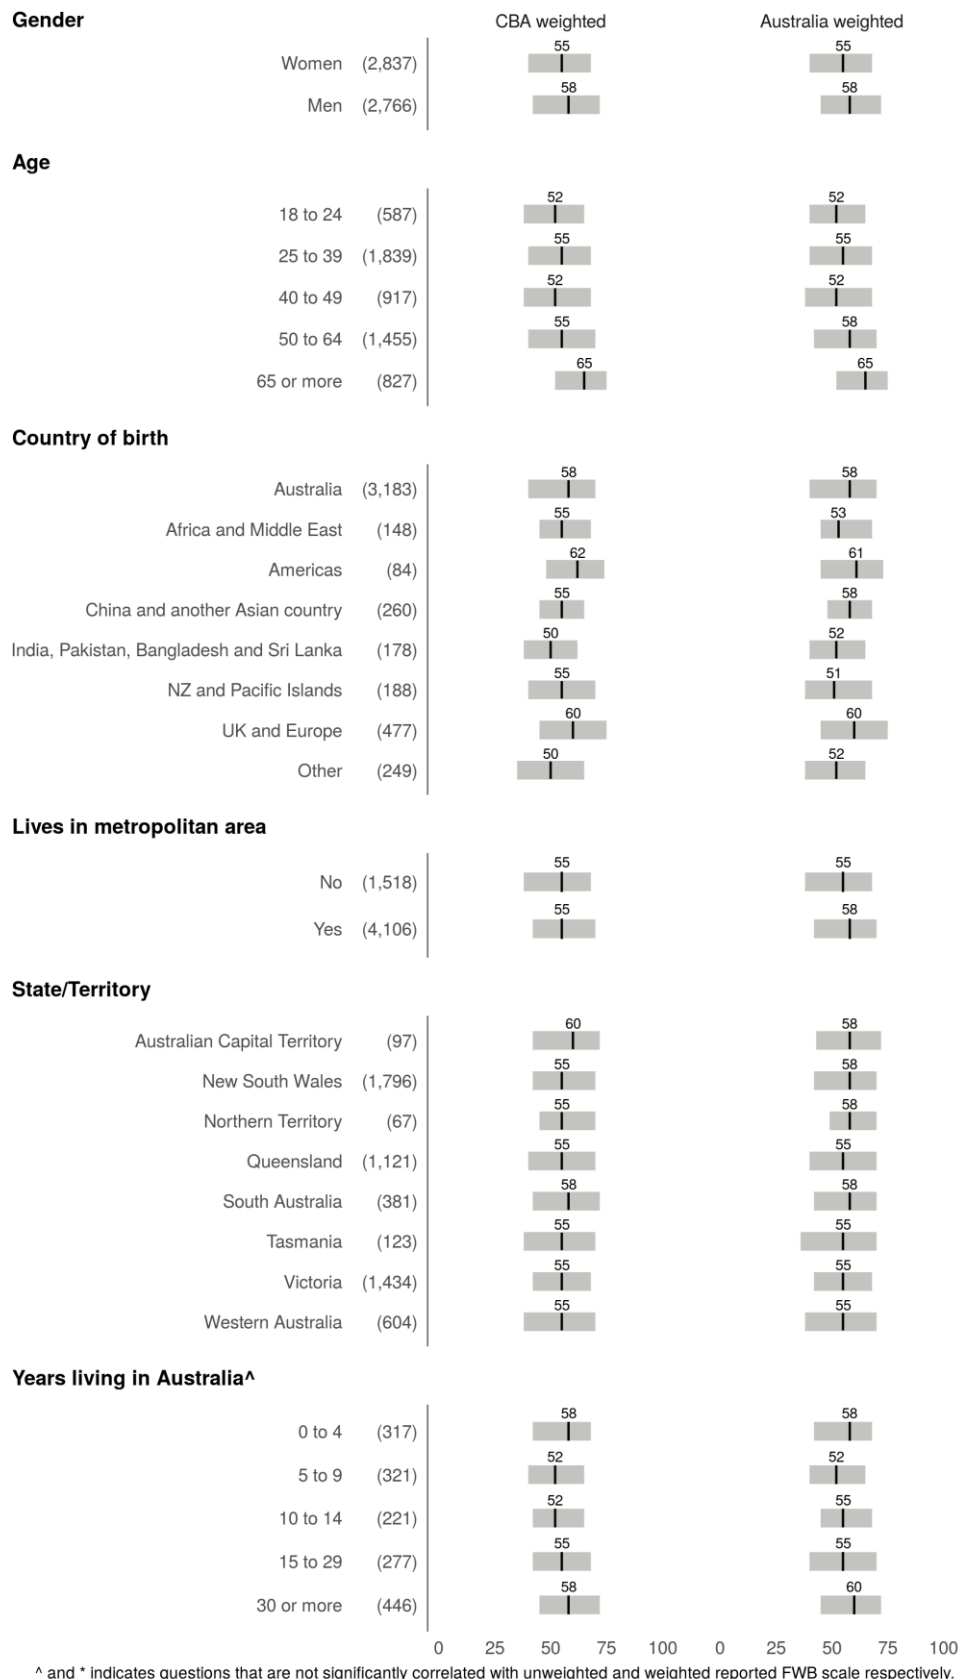 Gender CBA weighted Australia weighted
55 55
Women (2,837)
58 58
Men (2,766)
Age
52 52
18 to 24 (587)
55 55
25 to 39 (1,839)
52 52
40 to 49 (917)
55 58
50 to 64 (1,455)
65 65
65 or more (827)
Country of birth
58 58
Australia (3,183)
55 53
Africa and Middle East (148)
62 61
Americas (84)
55 58
China and another Asian country (260)
50 52
India, Pakistan, Bangladesh and Sri Lanka (178)
55 51
NZ and Pacific Islands (188)
60 60
UK and Europe (477)
50 52
Other (249)
Lives in metropolitan area
55 55
No (1,518)
55 58
Yes (4,106)
State/Territory
60 58
Australian Capital Territory (97)
55 58
New South Wales (1,796)
55 58
Northern Territory (67)
55 55
Queensland (1,121)
58 58
South Australia (381)
55 55
Tasmania (123)
55 55
Victoria (1,434)
55 55
Western Australia (604)
Years living in Australia^
58 58
0 to 4 (317)
52 52
5 to 9 (321)
52 55
10 to 14 (221)
55 55
15 to 29 (277)
58 60
30 or more (446)
0 25 50 75 100 0 25 50 75 100
^ and * indicates questions that are not significantly correlated with unweighted and weighted reported FWB scale respectively.